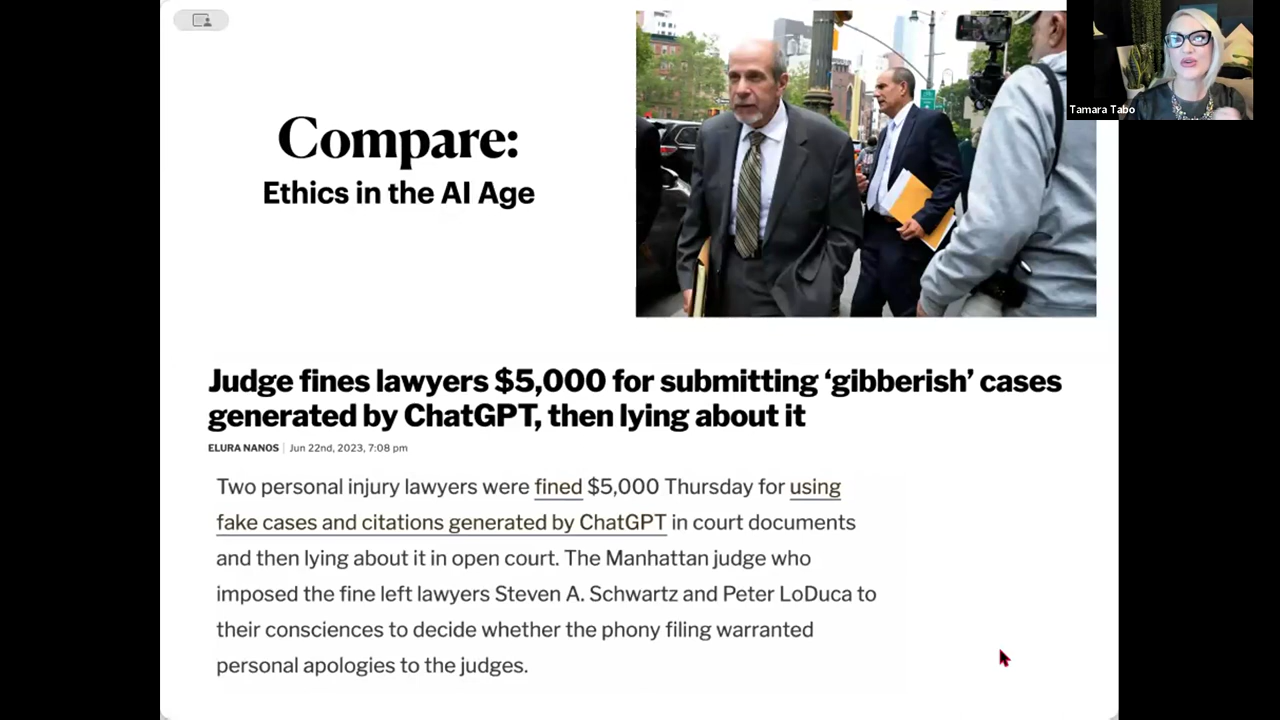 Compare:
Ethics in the AI Age
Tamara Tabo
Judge fines lawyers $5,000 for submitting ‘gibberish’ cases
generated by ChatGPT, then lying about it
ELURA NANOS | Jun 22nd, 2023, 7:08 pm
Two personal injury lawyers were fined $5,000 Thursday for using
fake cases and citations generated by ChatGPT in court documents
and then lying about it in open court. The Manhattan judge who
imposed the fine left lawyers Steven A. Schwartz and Peter LoDuca to
their consciences to decide whether the phony filing warranted
personal apologies to the judges.